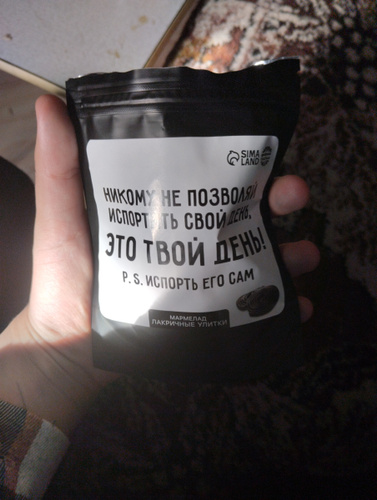 SIMA
LAND
НИКОМУ НЕ ПОЗВОЛЯЙ
ИСПОРТИТЬ СВОЙ ДЕНЬ,
ЭТО ТВОЙ ДЕНЬ!
P.S. ИСПОРТЬ ЕГО САМ
МАРМЕЛАД
ЛАКРИЧНЫЕ УЛИТКИ